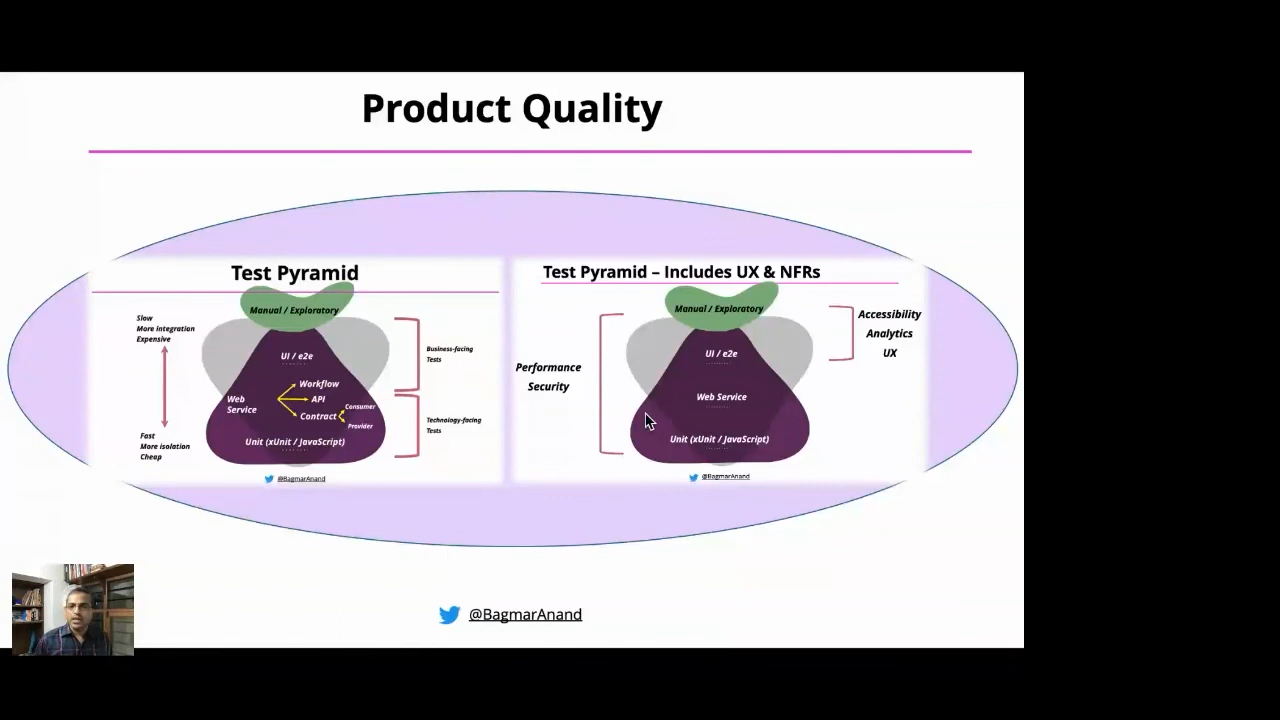 Product Quality
Test Pyramid
Manual / Exploratory
Slow
More integration
Expensive
UI / e2e
Business-facing
Tests
Workflow
Web
Service
API
Consumer
Contract
Provider
Technology-facing
Tests
Fast
More isolation
Cheap
Unit (xUnit / JavaScript)
@BagmarAnand
Test Pyramid – Includes UX & NFRs
Manual / Exploratory
Accessibility
Analytics
UX
UI / e2e
Performance
Security
Web Service
Unit (xUnit / JavaScript)
@BagmarAnand
@BagmarAnand